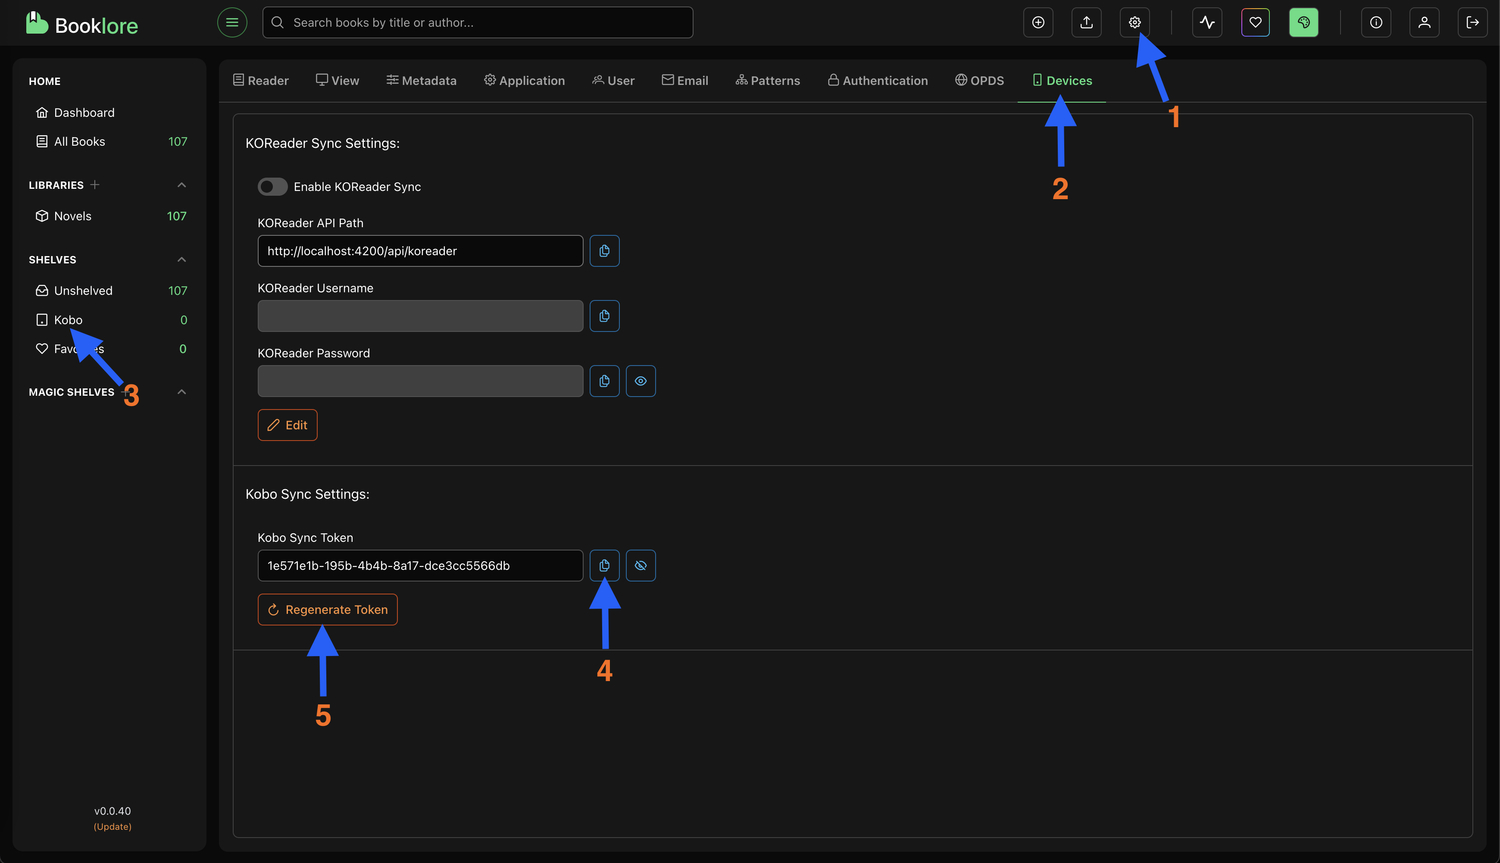 Booklore
Search books by title or author...
HOME
Dashboard
All Books 107
LIBRARIES +
Novels 107
SHELVES
Unshelved 107
Kobo 0
Favorites 0
MAGIC SHELVES +
v0.0.40
(Update)
Reader View Metadata Application User Email Patterns Authentication OPDS Devices
1
2
3
KOReader Sync Settings:
Enable KOReader Sync
KOReader API Path
http://localhost:4200/api/koreader
KOReader Username
KOReader Password
Edit
Kobo Sync Settings:
Kobo Sync Token
1e571e1b-195b-4b4b-8a17-dce3cc5566db
Regenerate Token
4
5